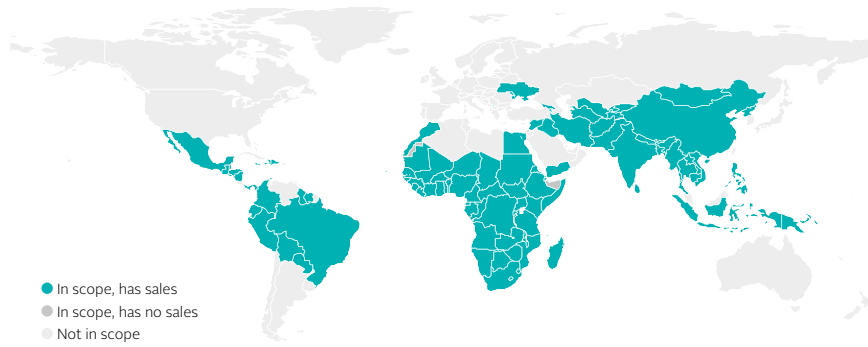 In scope, has sales
In scope, has no sales
Not in scope